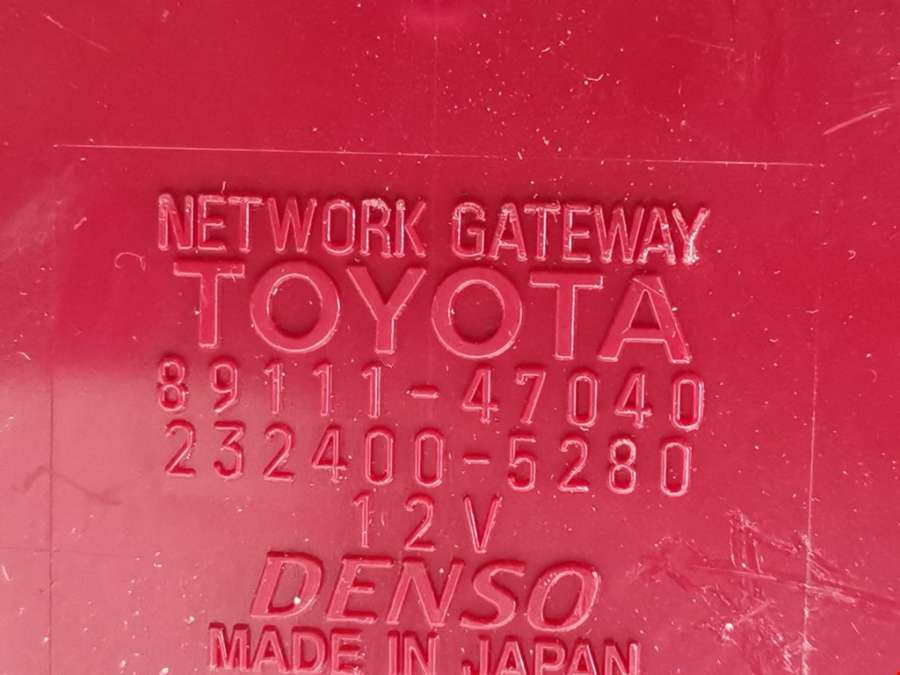 NETWORK GATEWAY
TOYOTA
89111-47040
232400-5280
12V
DENSO
MADE IN JAPAN